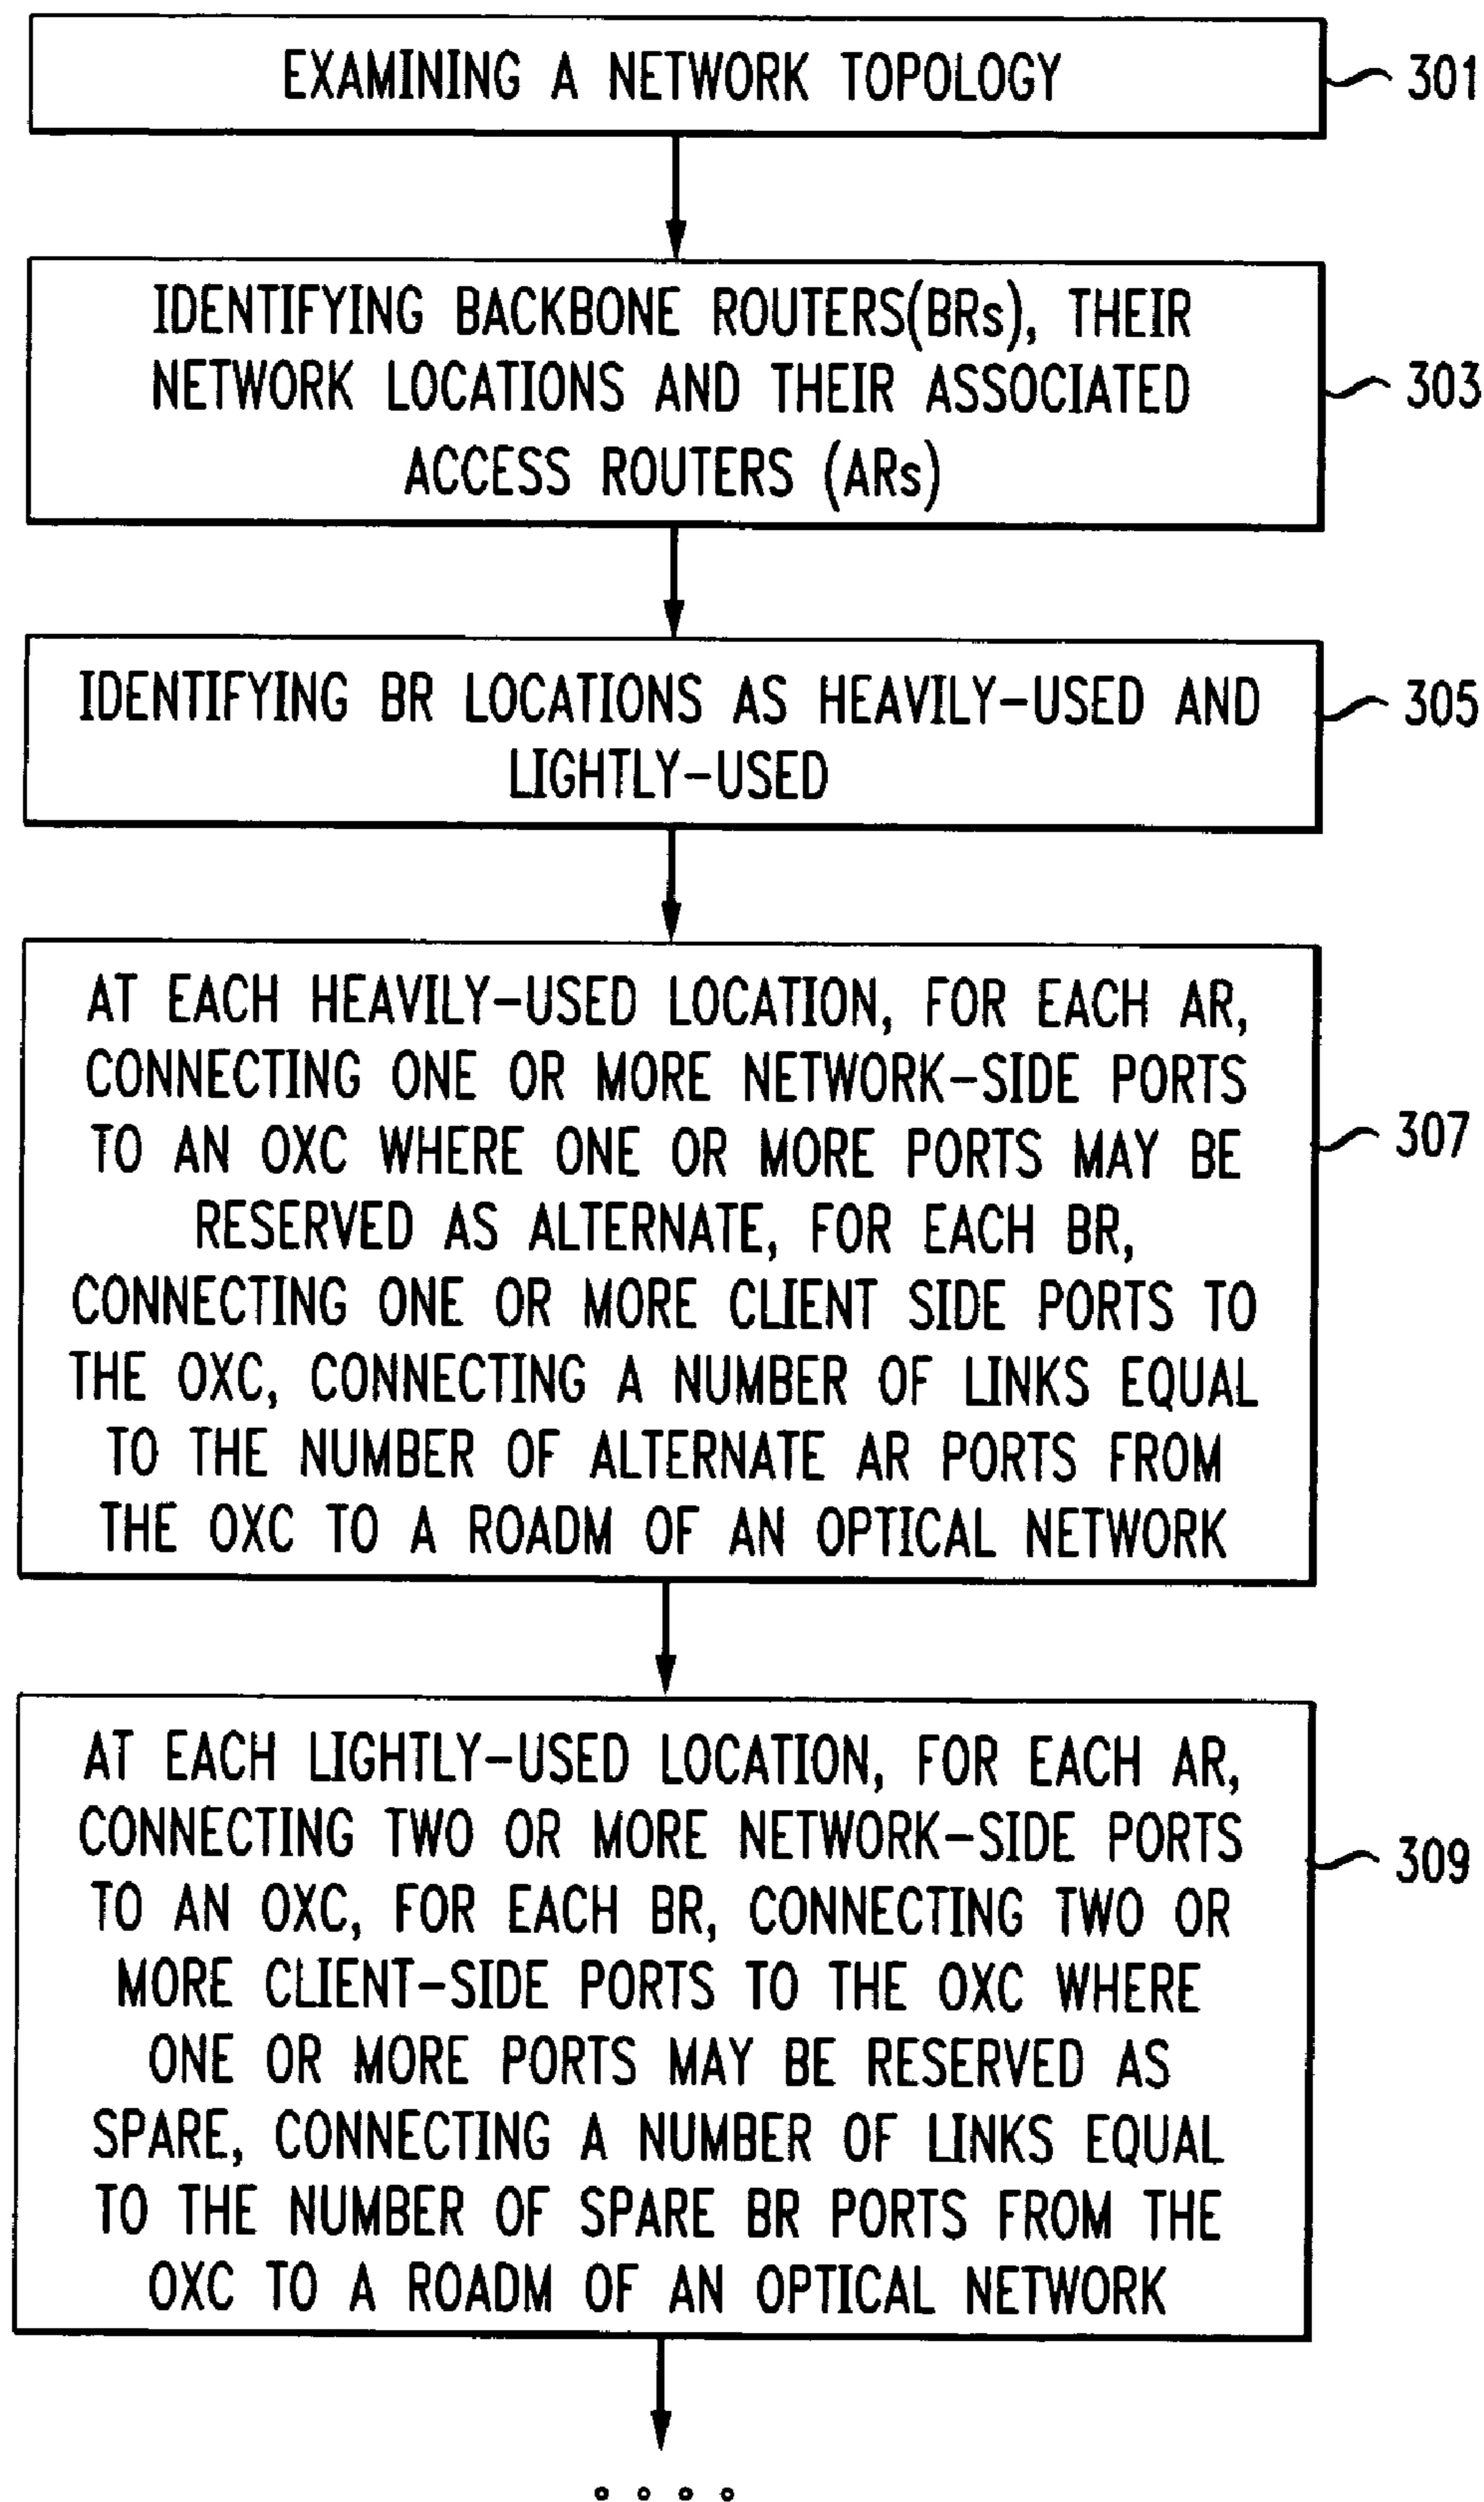 EXAMINING A NETWORK TOPOLOGY
301
IDENTIFYING BACKBONE ROUTERS(BRs), THEIR
NETWORK LOCATIONS AND THEIR ASSOCIATED
ACCESS ROUTERS (ARs)
303
IDENTIFYING BR LOCATIONS AS HEAVILY-USED AND
LIGHTLY-USED
305
AT EACH HEAVILY-USED LOCATION, FOR EACH AR,
CONNECTING ONE OR MORE NETWORK-SIDE PORTS
TO AN OXC WHERE ONE OR MORE PORTS MAY BE
RESERVED AS ALTERNATE, FOR EACH BR,
CONNECTING ONE OR MORE CLIENT SIDE PORTS TO
THE OXC, CONNECTING A NUMBER OF LINKS EQUAL
TO THE NUMBER OF ALTERNATE AR PORTS FROM
THE OXC TO A ROADM OF AN OPTICAL NETWORK
307
AT EACH LIGHTLY-USED LOCATION, FOR EACH AR,
CONNECTING TWO OR MORE NETWORK-SIDE PORTS
TO AN OXC, FOR EACH BR, CONNECTING TWO OR
MORE CLIENT-SIDE PORTS TO THE OXC WHERE
ONE OR MORE PORTS MAY BE RESERVED AS
SPARE, CONNECTING A NUMBER OF LINKS EQUAL
TO THE NUMBER OF SPARE BR PORTS FROM THE
OXC TO A ROADM OF AN OPTICAL NETWORK
309